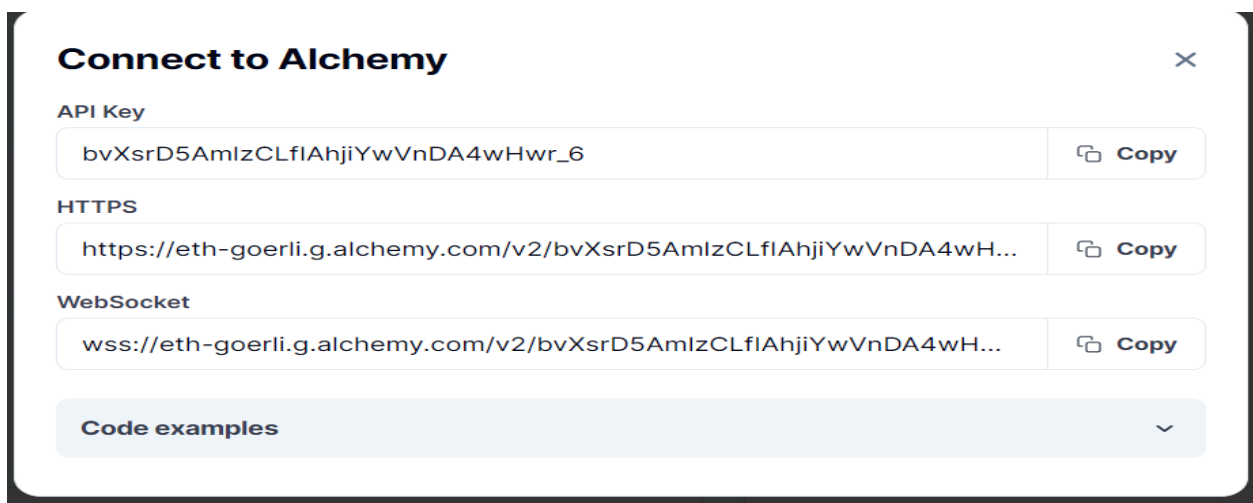 Connect to Alchemy
API Key
bvXsrD5AmIzCLfIAhjiYwVnDA4wHwr_6
Copy
HTTPS
https://eth-goerli.g.alchemy.com/v2/bvXsrD5AmIzCLfIAhjiYwVnDA4wH...
Copy
WebSocket
wss://eth-goerli.g.alchemy.com/v2/bvXsrD5AmIzCLfIAhjiYwVnDA4wH...
Copy
Code examples